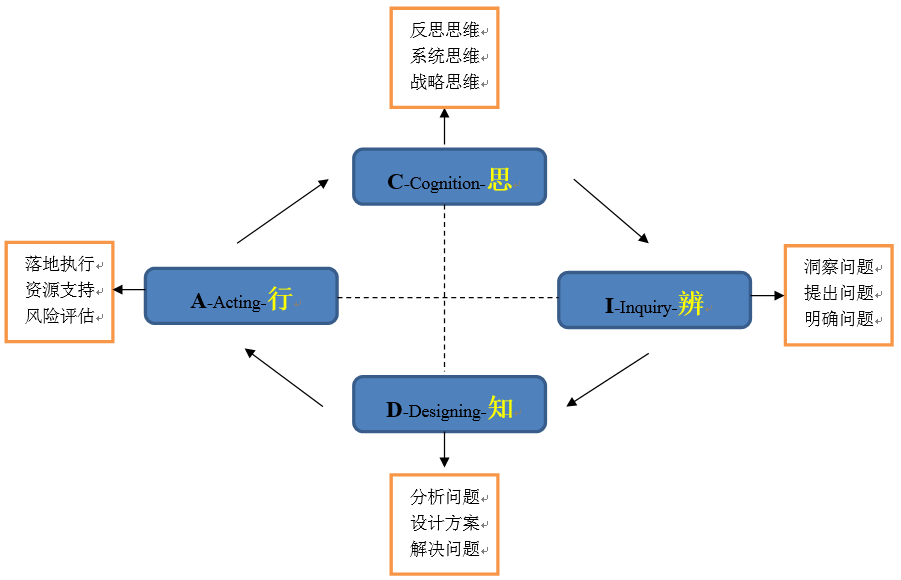 反思思维
系统思维
战略思维
C-Cognition-思
落地执行
资源支持
风险评估
A-Acting-行
I-Inquiry-辨
洞察问题
提出问题
明确问题
D-Designing-知
分析问题
设计方案
解决问题